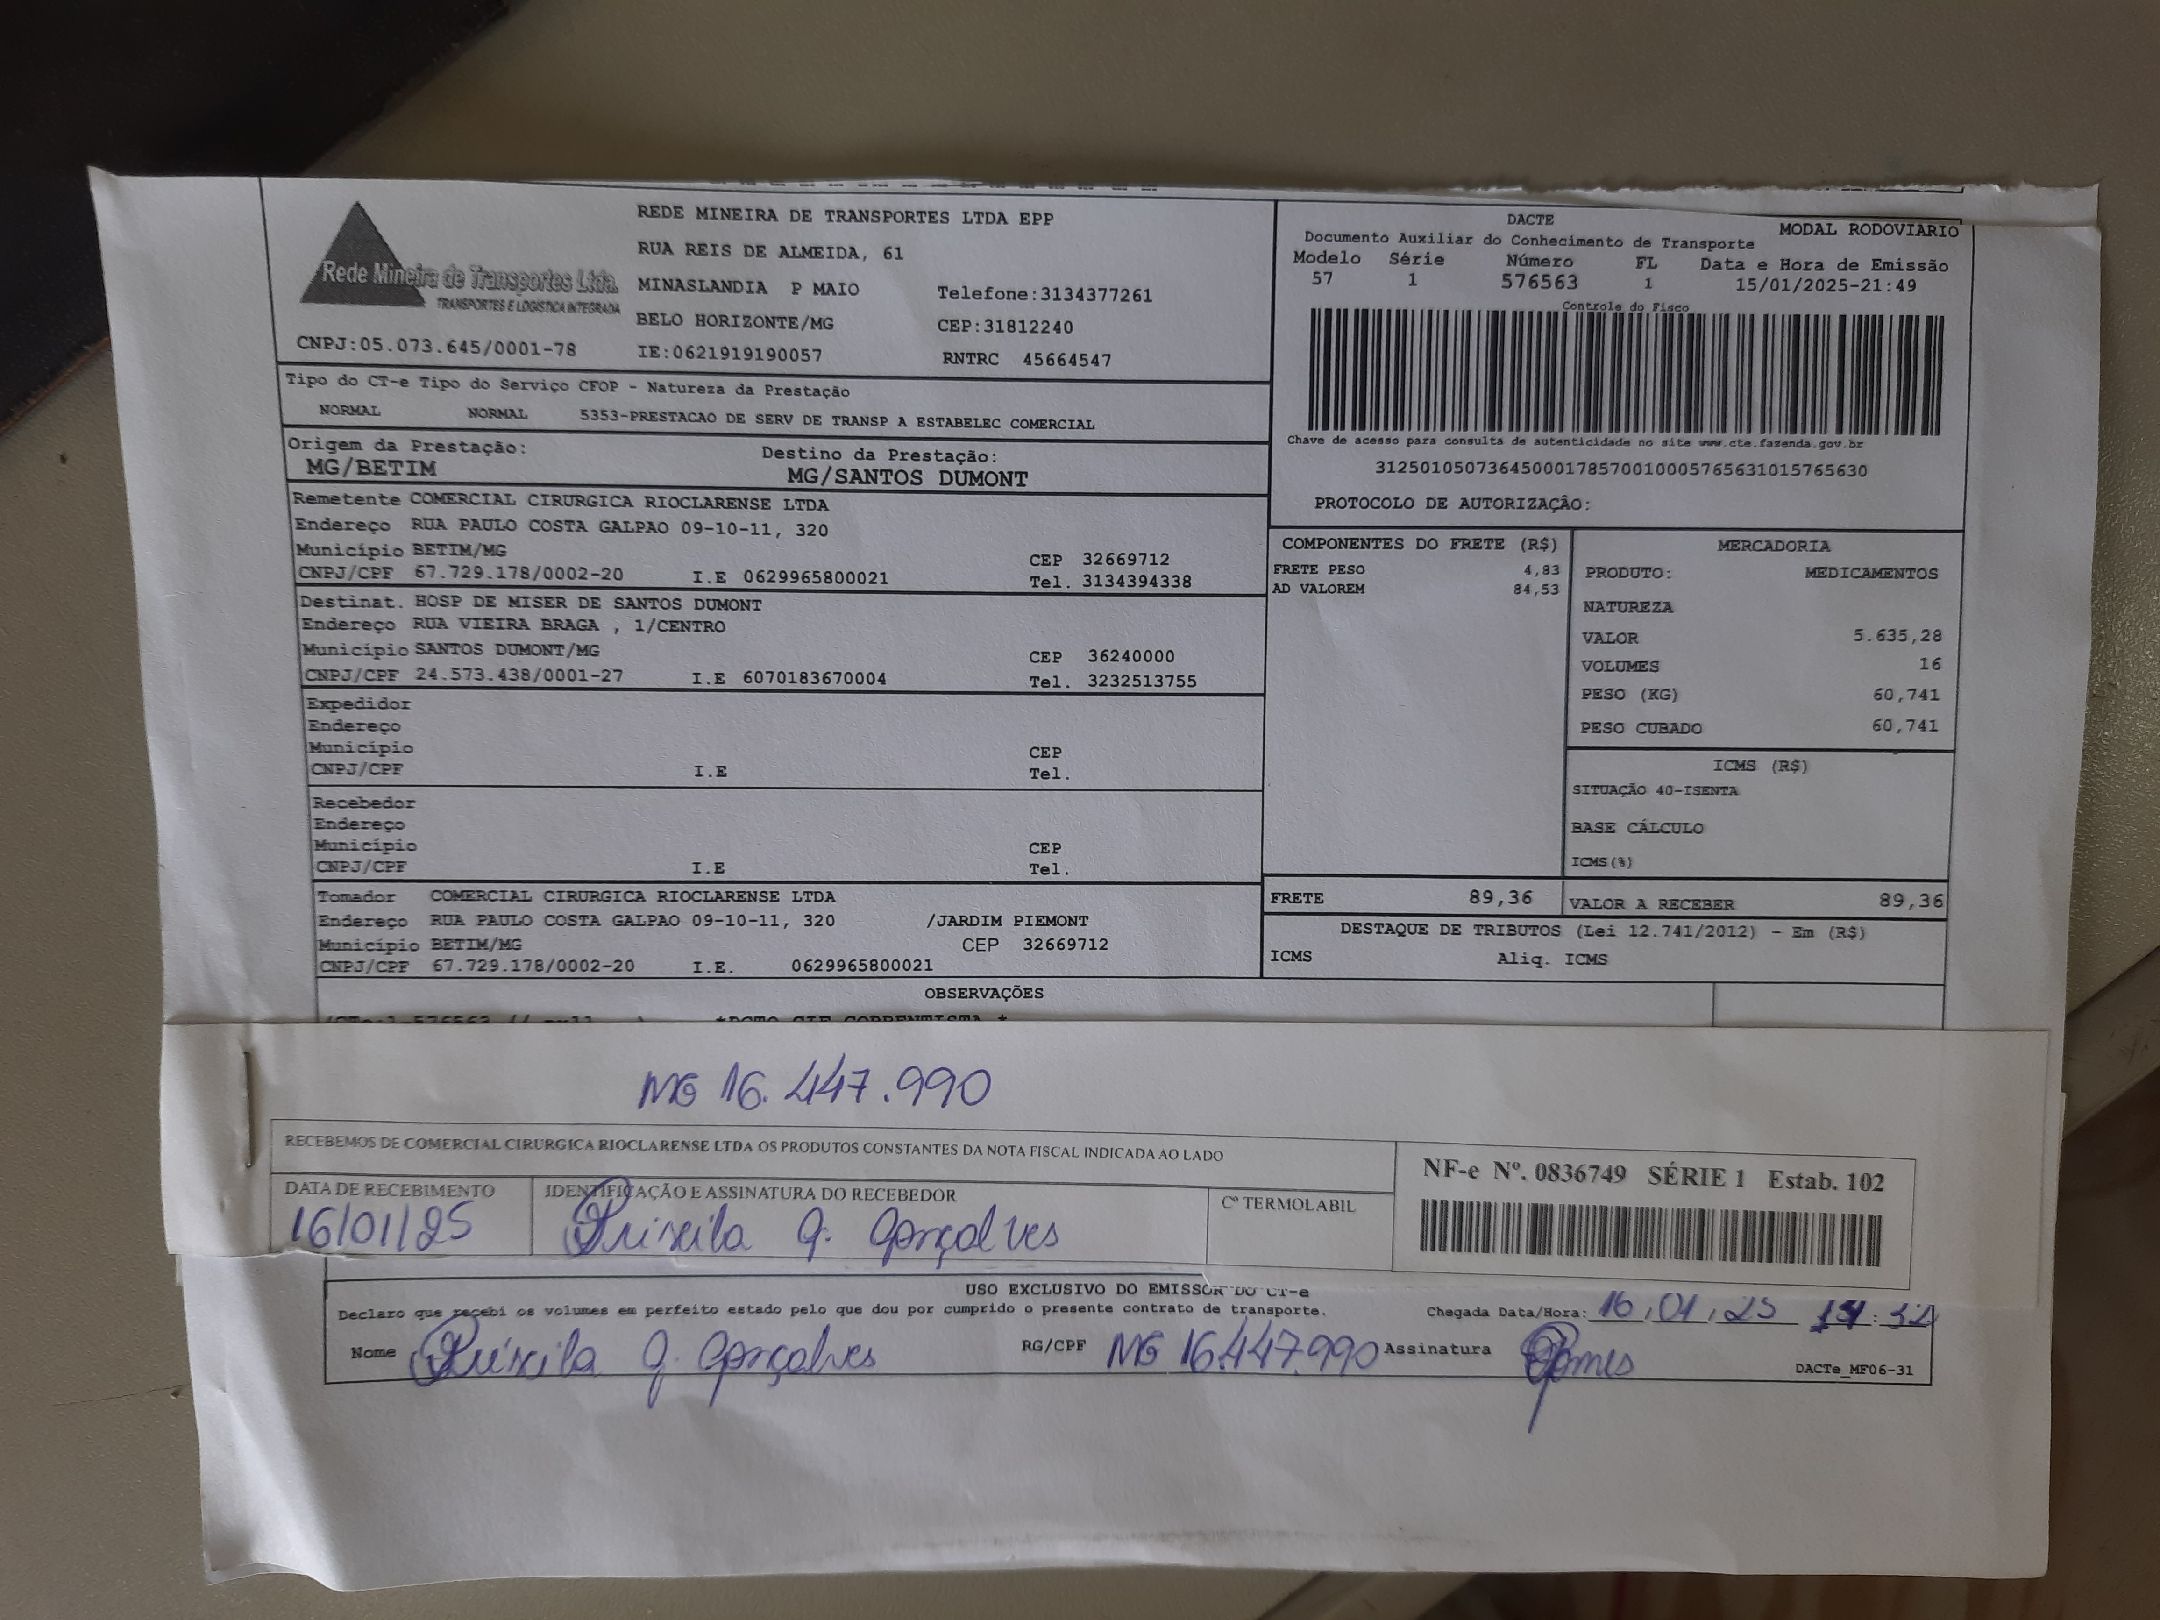 Rede Mineira de Transportes Ltda.
TRANSPORTES E LOGÍSTICA INTEGRADA
CNPJ:05.073.645/0001-78
REDE MINEIRA DE TRANSPORTES LTDA EPP
RUA REIS DE ALMEIDA, 61
MINASLANDIA P MAIO Telefone:3134377261
BELO HORIZONTE/MG CEP:31812240
IE:0621919190057 RNTRC 45664547
DACTE MODAL RODOVIARIO
Documento Auxiliar do Conhecimento de Transporte
Modelo Série Número FL Data e Hora de Emissão
57 1 576563 1 15/01/2025-21:49
Controle do Fisco
Chave de acesso para consulta de autenticidade no site www.cte.fazenda.gov.br
31250105073645000178570010005765631015765630
PROTOCOLO DE AUTORIZAÇÂO:
Tipo do CT-e Tipo do Serviço CFOP - Natureza da Prestação
NORMAL NORMAL 5353-PRESTACAO DE SERV DE TRANSP A ESTABELEC COMERCIAL
Origem da Prestação: Destino da Prestação:
MG/BETIM MG/SANTOS DUMONT
Remetente COMERCIAL CIRURGICA RIOCLARENSE LTDA
Endereço RUA PAULO COSTA GALPAO 09-10-11, 320
Município BETIM/MG CEP 32669712
CNPJ/CPF 67.729.178/0002-20 I.E 0629965800021 Tel. 3134394338
Destinat. HOSP DE MISER DE SANTOS DUMONT
Endereço RUA VIEIRA BRAGA , 1/CENTRO
Município SANTOS DUMONT/MG CEP 36240000
CNPJ/CPF 24.573.438/0001-27 I.E 6070183670004 Tel. 3232513755
Expedidor
Endereço
Município CEP
CNPJ/CPF I.E Tel.
Recebedor
Endereço
Município CEP
CNPJ/CPF I.E Tel.
Tomador COMERCIAL CIRURGICA RIOCLARENSE LTDA
Endereço RUA PAULO COSTA GALPAO 09-10-11, 320 /JARDIM PIEMONT
Município BETIM/MG CEP 32669712
CNPJ/CPF 67.729.178/0002-20 I.E. 0629965800021
COMPONENTES DO FRETE (R$)
FRETE PESO 4,83
AD VALOREM 84,53
MERCADORIA
PRODUTO: MEDICAMENTOS
NATUREZA
VALOR 5.635,28
VOLUMES 16
PESO (KG) 60,741
PESO CUBADO 60,741
ICMS (R$)
SITUAÇÃO 40-ISENTA
BASE CÁLCULO
ICMS(%)
FRETE 89,36 VALOR A RECEBER 89,36
DESTAQUE DE TRIBUTOS (Lei 12.741/2012) - Em (R$)
ICMS Aliq. ICMS
OBSERVAÇÕES
MG 16.447.990
RECEBEMOS DE COMERCIAL CIRURGICA RIOCLARENSE LTDA OS PRODUTOS CONSTANTES DA NOTA FISCAL INDICADA AO LADO
DATA DE RECEBIMENTO IDENTIFICAÇÃO E ASSINATURA DO RECEBEDOR Cº TERMOLABIL
16/01/25 Priscila G. Gonçalves
NF-e Nº. 0836749 SÉRIE 1 Estab. 102
USO EXCLUSIVO DO EMISSOR DO CT-e
Declaro que recebi os volumes em perfeito estado pelo que dou por cumprido o presente contrato de transporte. Chegada Data/Hora: 16,01,25
Nome Priscila G. Gonçalves RG/CPF MG 16.447.990 Assinatura Gomes DACTe_MF06-31